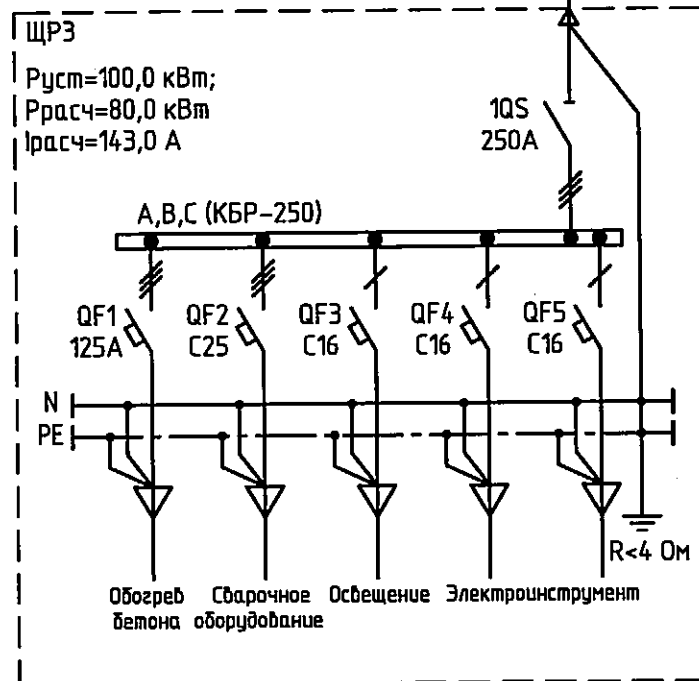 ЩРЗ
Руст=100,0 кВт;
Ррасч=80,0 кВт
Iрасч=143,0 А
1QS
250А
А,В,С (КБР-250)
QF1
125А
QF2
С25
QF3
С16
QF4
С16
QF5
С16
N
PE
R<4 Ом
Обогрев
бетона
Сварочное
оборудование
Освещение
Электроинструмент